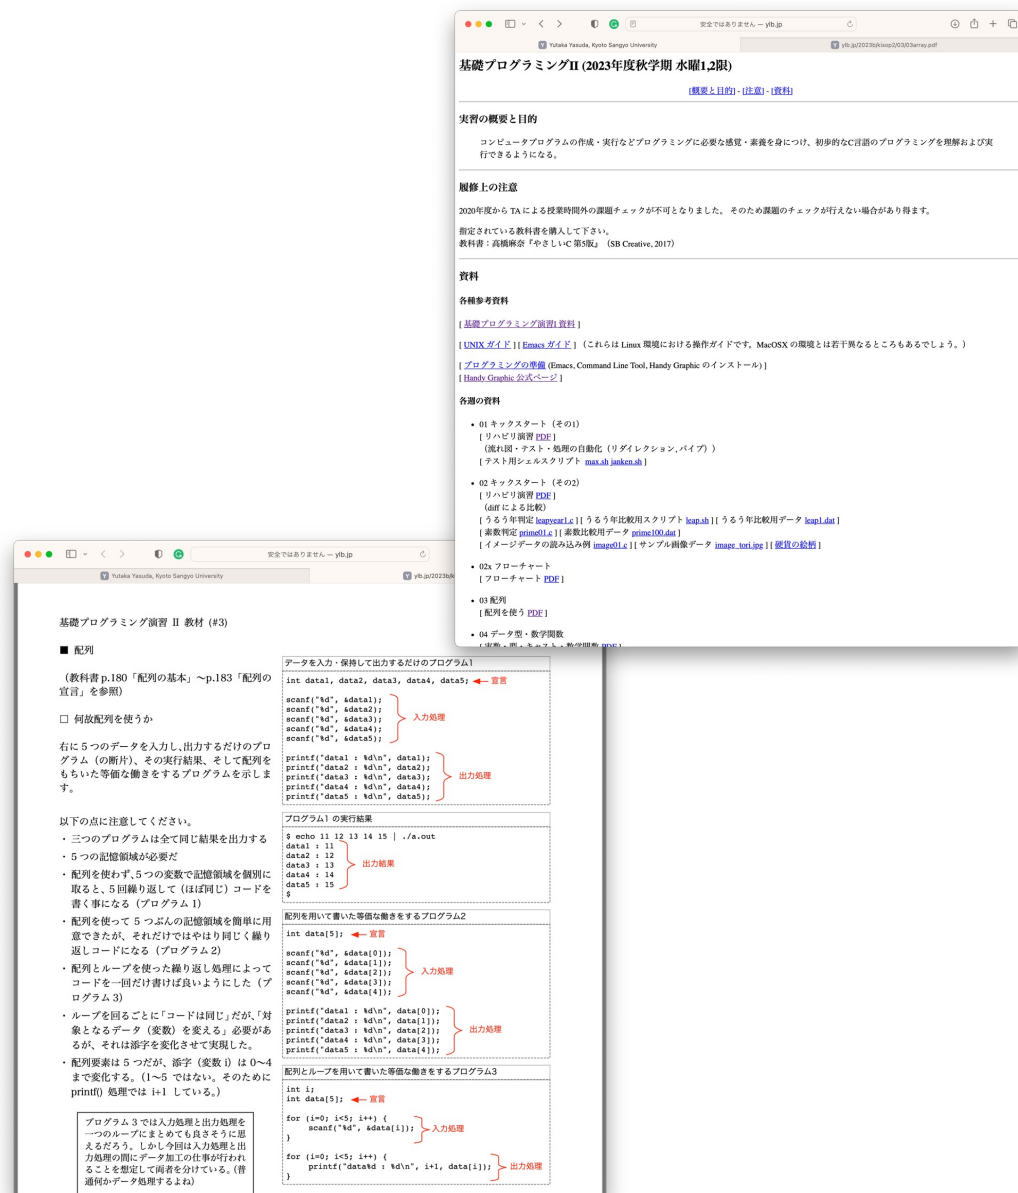 安全ではありません — ylb.jp
Yutaka Yasuda, Kyoto Sangyo University
ylb.jp/2023b/kisop2/03/03array.pdf
基礎プログラミングII (2023年度秋学期 水曜1,2限)
[概要と目的] - [注意] - [資料]
実習の概要と目的
コンピュータプログラムの作成・実行などプログラミングに必要な感覚・素養を身につけ、初歩的なC言語のプログラミングを理解および実
行できるようになる。
履修上の注意
2020年度から TA による授業時間外の課題チェックが不可となりました。 そのため課題のチェックが行えない場合があり得ます。
指定されている教科書を購入して下さい。
教科書：高橋麻奈『やさしいC 第5版』（SB Creative, 2017）
資料
各種参考資料
[ 基礎プログラミング演習I 資料 ]
[ UNIX ガイド ] [ Emacs ガイド ] （これらは Linux 環境における操作ガイドです。MacOSX の環境とは若干異なるところもあるでしょう。）
[ プログラミングの準備 (Emacs, Command Line Tool, Handy Graphic のインストール) ]
[ Handy Graphic 公式ページ ]
各週の資料
• 01 キックスタート（その1）
[ リハビリ演習 PDF ]
（流れ図・テスト・処理の自動化（リダイレクション, パイプ））
[ テスト用シェルスクリプト max.sh janken.sh ]
• 02 キックスタート（その2）
[ リハビリ演習 PDF ]
（diff による比較）
[ うるう年判定 leapyear1.c ] [ うるう年比較用スクリプト leap.sh ] [ うるう年比較用データ leap1.dat ]
[ 素数判定 prime01.c ] [ 素数比較用データ prime100.dat ]
[ イメージデータの読み込み例 image01.c ] [ サンプル画像データ image_tori.jpg ] [ 硬貨の絵柄 ]
• 02x フローチャート
[ フローチャート PDF ]
• 03 配列
[ 配列を使う PDF ]
• 04 データ型・数学関数
[ 実数・型・キャスト・数学関数 PDF ]
安全ではありません — ylb.jp
Yutaka Yasuda, Kyoto Sangyo University
ylb.jp/2023b/k
基礎プログラミング演習 II 教材 (#3)
■ 配列
（教科書 p.180「配列の基本」〜p.183「配列の
宣言」を参照）
□ 何故配列を使うか
右に 5 つのデータを入力し、出力するだけのプロ
グラム（の断片）、その実行結果、そして配列を
もちいた等価な働きをするプログラムを示しま
す。
以下の点に注意してください。
・ 三つのプログラムは全て同じ結果を出力する
・ 5 つの記憶領域が必要だ
・ 配列を使わず、5 つの変数で記憶領域を個別に
取ると、5 回繰り返して（ほぼ同じ）コードを
書く事になる（プログラム 1）
・ 配列を使って 5 つぶんの記憶領域を簡単に用
意できたが、それだけではやはり同じく繰り
返しコードになる（プログラム 2）
・ 配列とループを使った繰り返し処理によって
コードを一回だけ書けば良いようにした（プ
ログラム 3）
・ ループを回るごとに「コードは同じ」だが、「対
象となるデータ（変数）を変える」必要があ
るが、それは添字を変化させて実現した。
・ 配列要素は 5 つだが、添字（変数 i）は 0〜4
まで変化する。（1〜5 ではない。そのために
printf() 処理では i+1 している。）
プログラム 3 では入力処理と出力処理を
一つのループにまとめても良さそうに思
えるだろう。しかし今回は入力処理と出
力処理の間にデータ加工の仕事が行われ
ることを想定して両者を分けている。（普
通何かデータ処理するよね）
データを入力・保持して出力するだけのプログラム1
int data1, data2, data3, data4, data5; 宣言
scanf("%d", &data1);
scanf("%d", &data2);
scanf("%d", &data3);
scanf("%d", &data4);
scanf("%d", &data5);
入力処理
printf("data1 : %d\n", data1);
printf("data2 : %d\n", data2);
printf("data3 : %d\n", data3);
printf("data4 : %d\n", data4);
printf("data5 : %d\n", data5);
出力処理
プログラム1 の実行結果
$ echo 11 12 13 14 15 | ./a.out
data1 : 11
data2 : 12
data3 : 13
data4 : 14
data5 : 15
$
出力結果
配列を用いて書いた等価な働きをするプログラム2
int data[5]; 宣言
scanf("%d", &data[0]);
scanf("%d", &data[1]);
scanf("%d", &data[2]);
scanf("%d", &data[3]);
scanf("%d", &data[4]);
入力処理
printf("data1 : %d\n", data[0]);
printf("data2 : %d\n", data[1]);
printf("data3 : %d\n", data[2]);
printf("data4 : %d\n", data[3]);
printf("data5 : %d\n", data[4]);
出力処理
配列とループを用いて書いた等価な働きをするプログラム3
int i;
int data[5]; 宣言
for (i=0; i<5; i++) {
scanf("%d", &data[i]);
}
入力処理
for (i=0; i<5; i++) {
printf("data%d : %d\n", i+1, data[i]);
}
出力処理